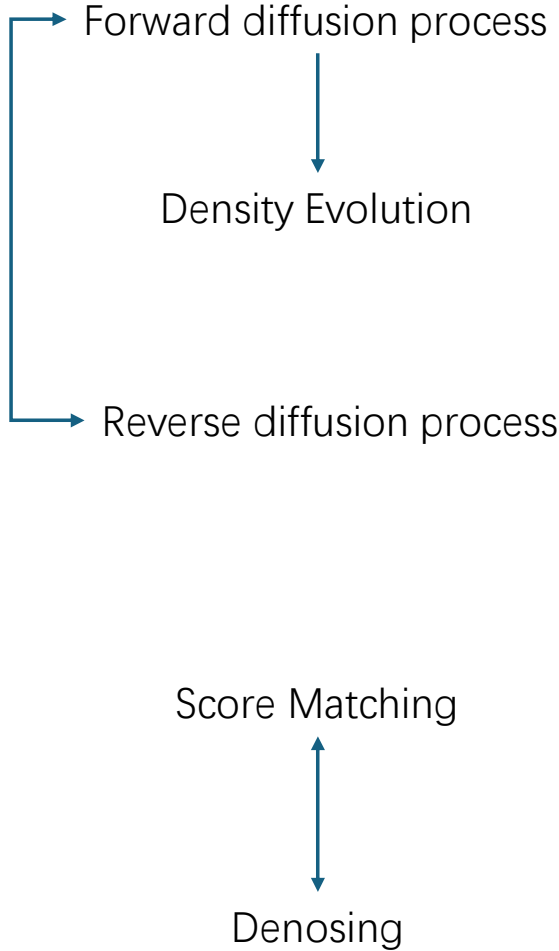 Forward diffusion process
Density Evolution
Reverse diffusion process
Score Matching
Denosing